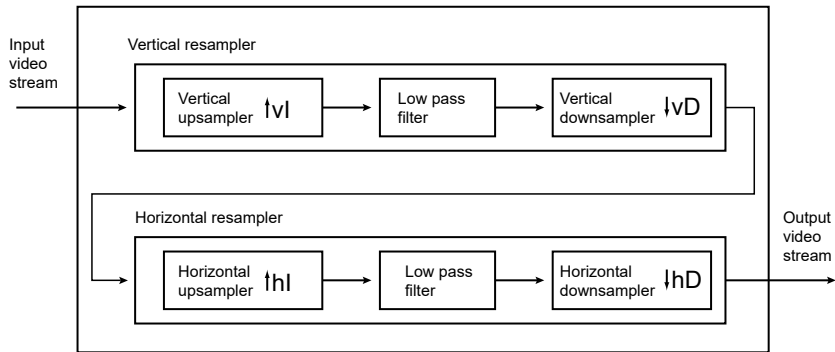 Input
video
stream
Vertical resampler
Vertical
upsampler ↑vI
Low pass
filter
Vertical
downsampler ↓vD
Horizontal resampler
Horizontal
upsampler ↑hI
Low pass
filter
Horizontal
downsampler ↓hD
Output
video
stream